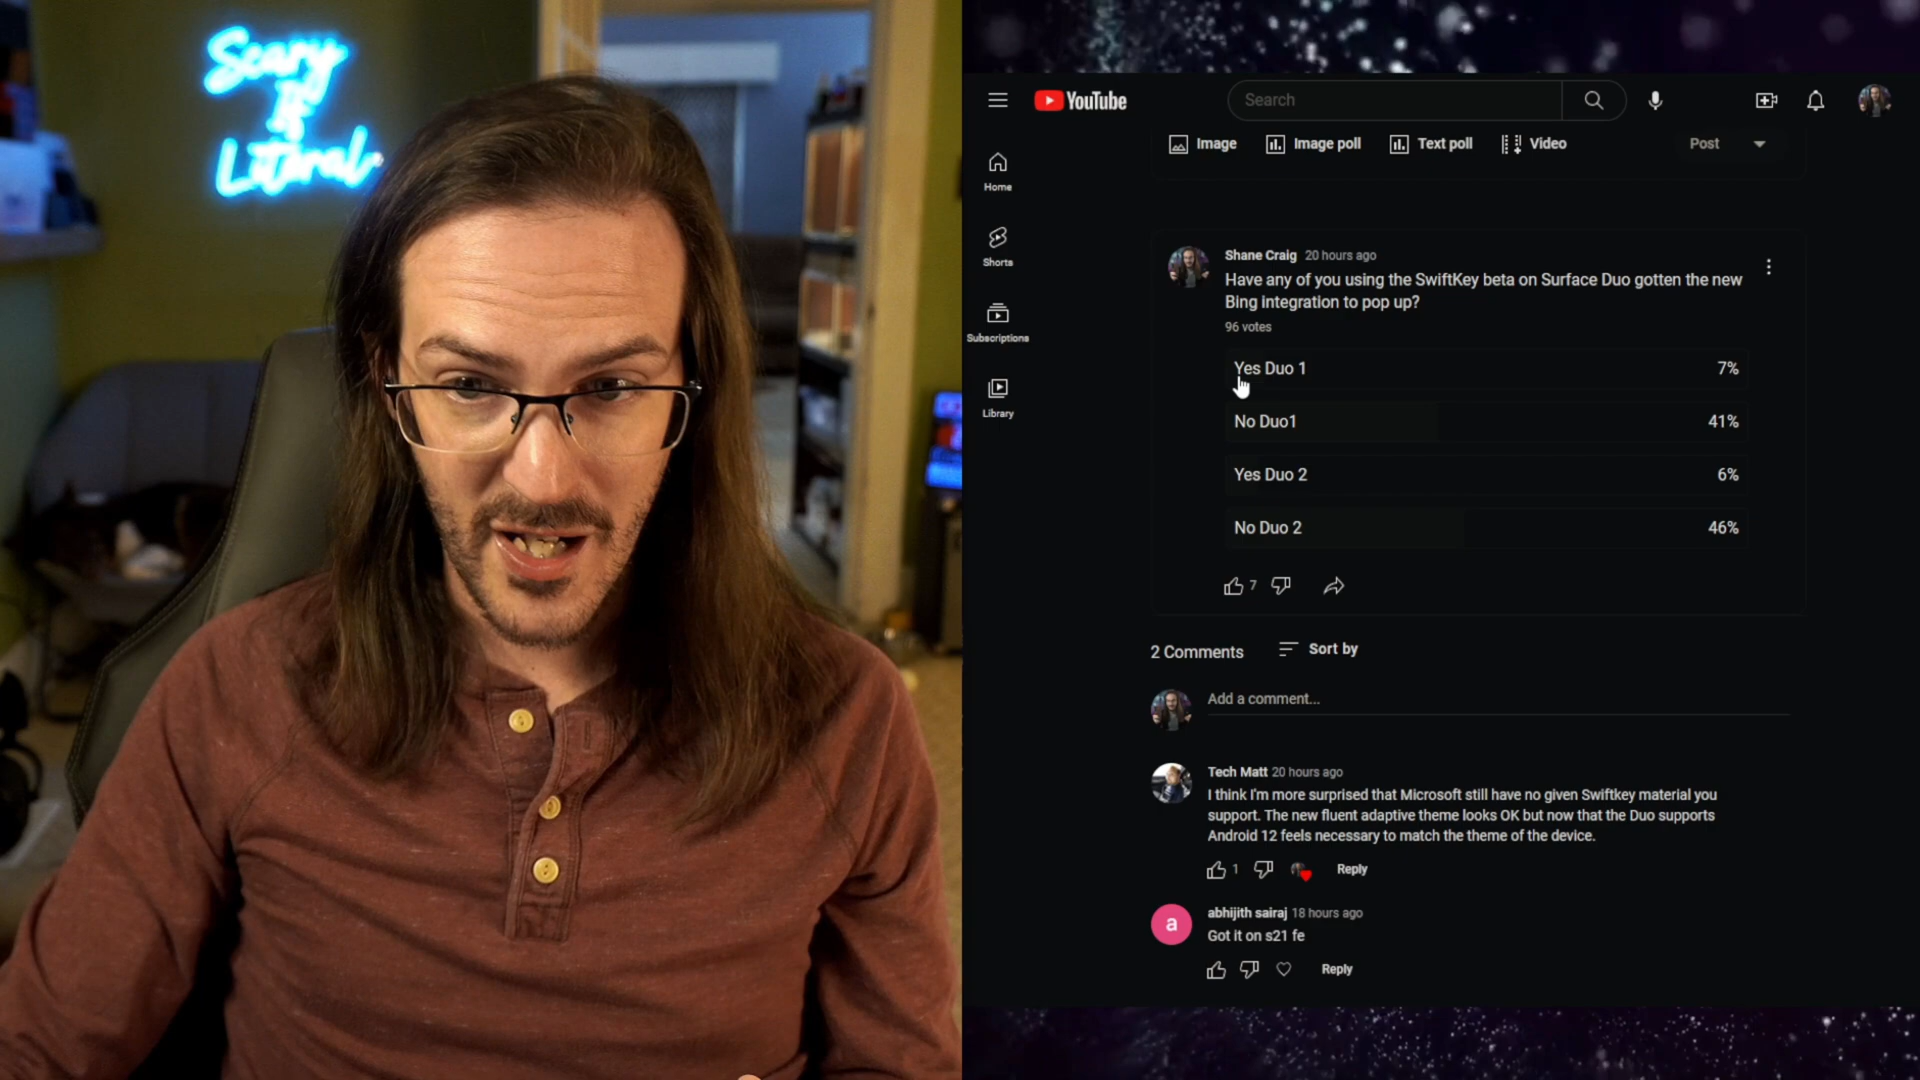 Scary
is
Literal
YouTube
Search
Image
Image poll
Text poll
Video
Post
Home
Shorts
Subscriptions
Library
Shane Craig 20 hours ago
Have any of you using the SwiftKey beta on Surface Duo gotten the new
Bing integration to pop up?
96 votes
Yes Duo 1 7%
No Duo1 41%
Yes Duo 2 6%
No Duo 2 46%
7
2 Comments
Sort by
Add a comment...
Tech Matt 20 hours ago
I think I'm more surprised that Microsoft still have no given Swiftkey material you
support. The new fluent adaptive theme looks OK but now that the Duo supports
Android 12 feels necessary to match the theme of the device.
1
Reply
a
abhijith sairaj 18 hours ago
Got it on s21 fe
Reply